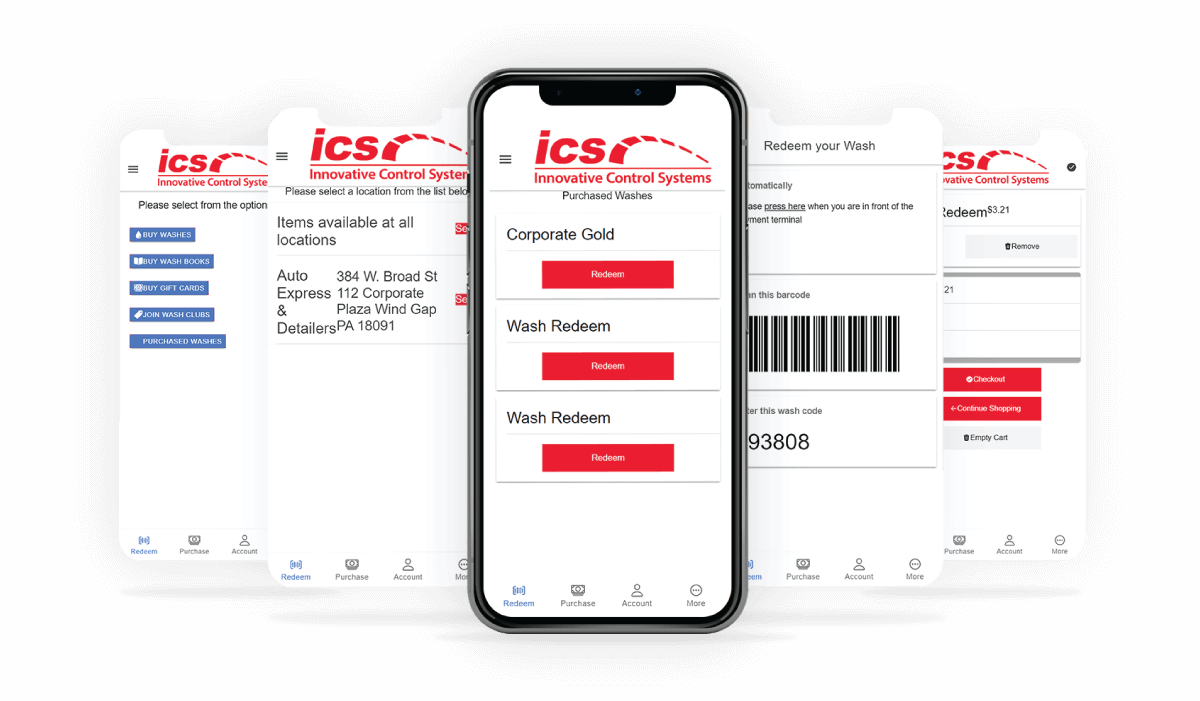 ics
Innovative Control Syste
Please select from the option
BUY WASHES
BUY WASH BOOKS
BUY GIFT CARDS
JOIN WASH CLUBS
PURCHASED WASHES
Redeem
Purchase
Account
ics
Innovative Control System
Please select a location from the list belo
Items available at all
locations
Se
Auto
Express
&
Detailers
384 W. Broad St
112 Corporate
Plaza Wind Gap
PA 18091
Se
Redeem
Purchase
Account
Mo
ics
Innovative Control Systems
Purchased Washes
Corporate Gold
Redeem
Wash Redeem
Redeem
Wash Redeem
Redeem
Redeem
Purchase
Account
More
Redeem your Wash
tomatically
ase press here when you are in front of the
yment terminal
an this barcode
ter this wash code
93808
eem
Purchase
Account
More
cs
vative Control Systems
Redeem $3.21
Remove
21
Checkout
←Continue Shopping
Empty Cart
Purchase
Account
More